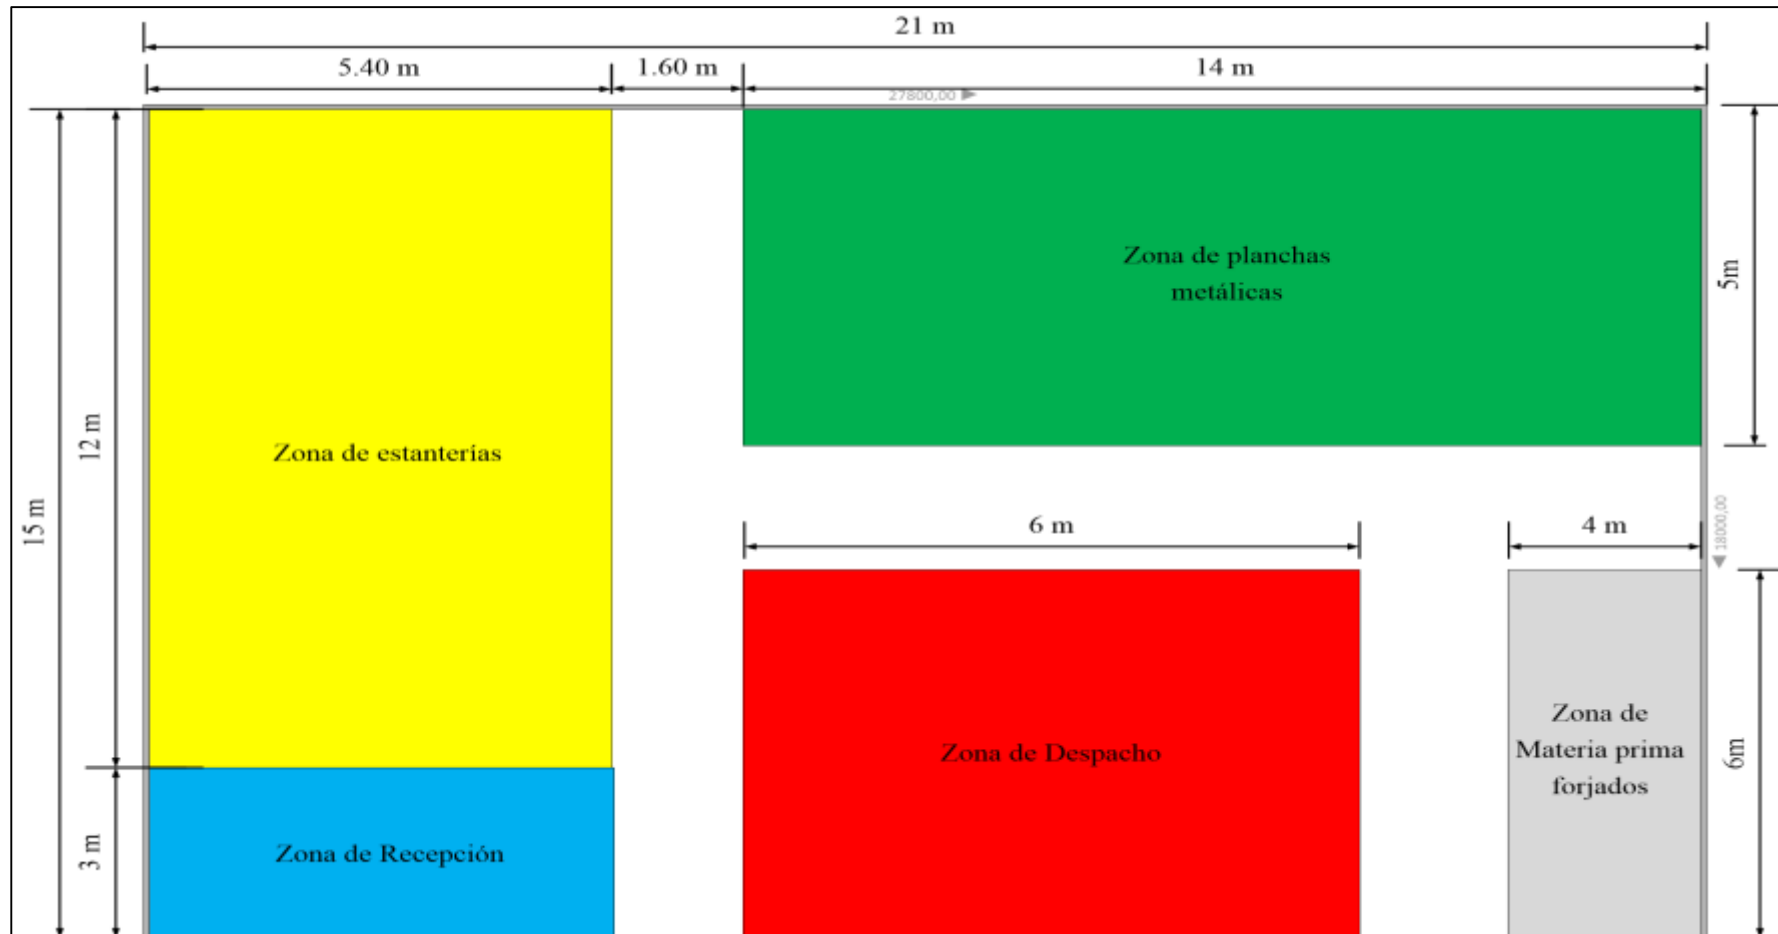 21 m
5.40 m
1.60 m
14 m
27800,00
Zona de planchas
metálicas
5m
12 m
Zona de estanterías
15 m
6 m
4 m
18000,00
Zona de
Materia prima
forjados
Zona de Despacho
6m
3 m
Zona de Recepción